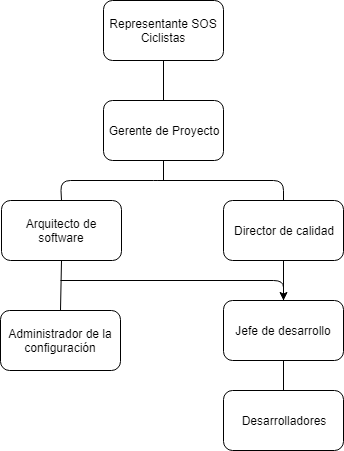 Representante SOS
Ciclistas
Gerente de Proyecto
Arquitecto de
software
Director de calidad
Administrador de la
configuración
Jefe de desarrollo
Desarrolladores